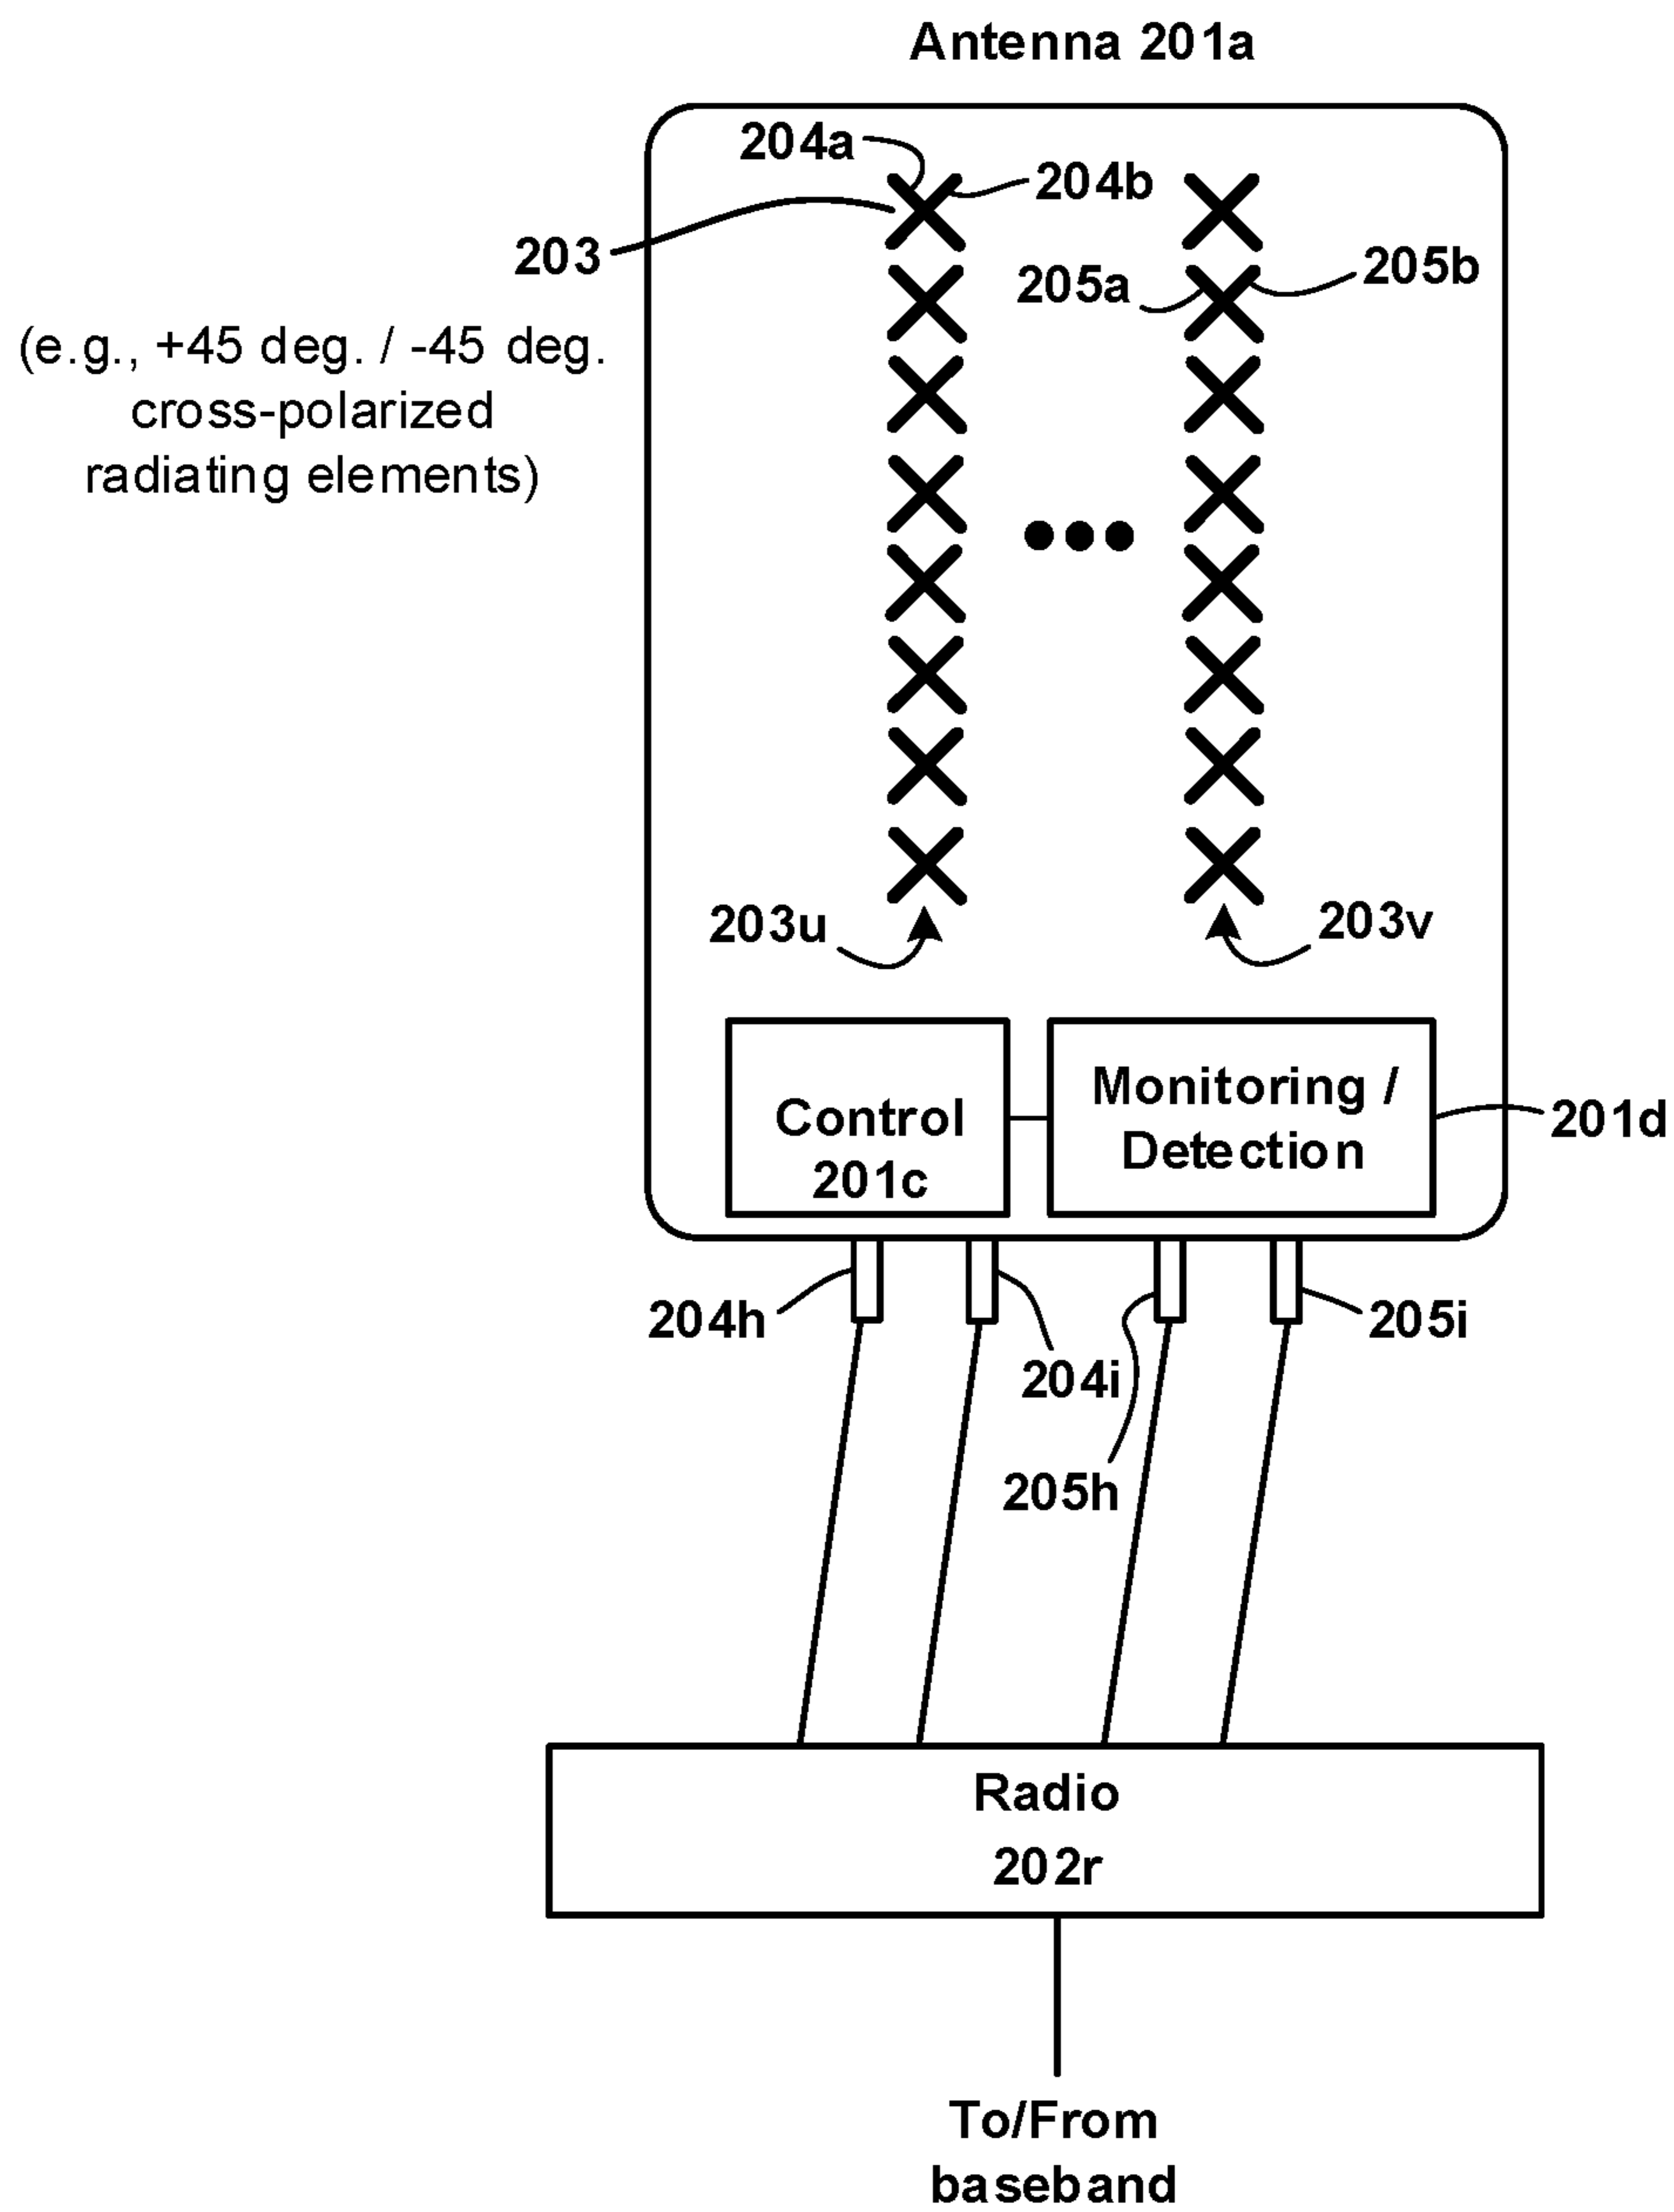 Antenna 201a
204a
204b
203
205a
205b
(e.g., +45 deg. / -45 deg.
cross-polarized
radiating elements)
203u
203v
Control
201c
Monitoring /
Detection
201d
204h
204i
205h
205i
Radio
202r
To/From
baseband